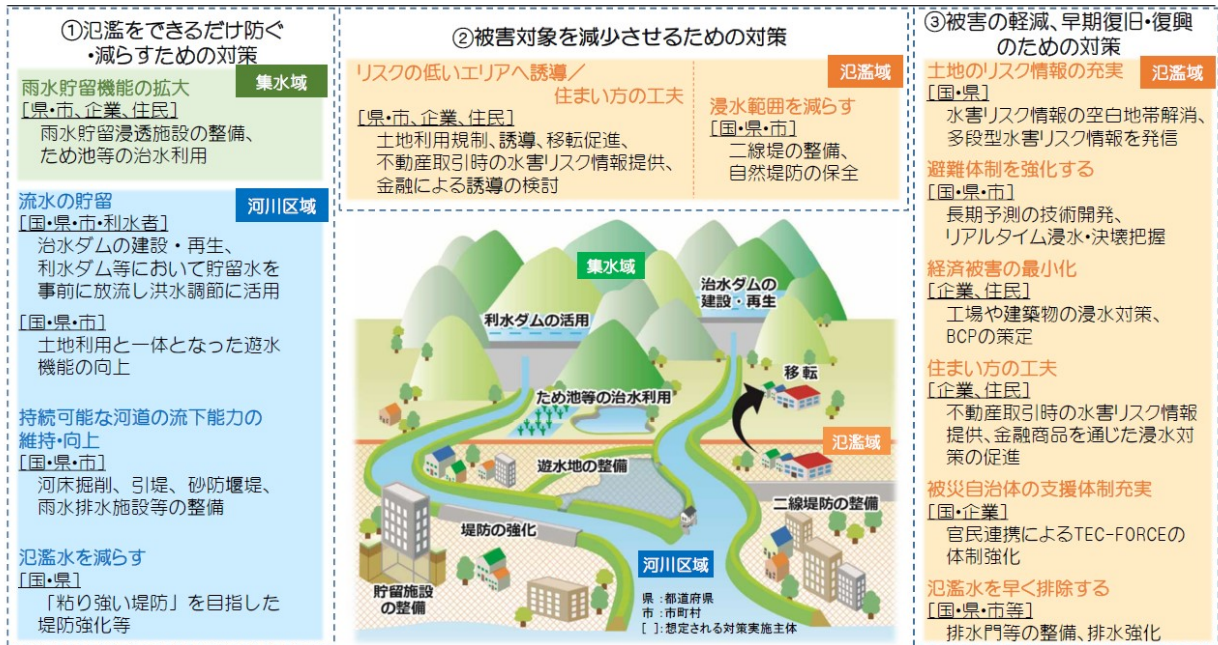 ①氾濫をできるだけ防ぐ
・減らすための対策
集水域
雨水貯留機能の拡大
[県・市、企業、住民]
雨水貯留浸透施設の整備、
ため池等の治水利用
河川区域
流水の貯留
[国・県・市・利水者]
治水ダムの建設・再生、
利水ダム等において貯留水を
事前に放流し洪水調節に活用
[国・県・市]
土地利用と一体となった遊水
機能の向上
持続可能な河道の流下能力の
維持・向上
[国・県・市]
河床掘削、引堤、砂防堰堤、
雨水排水施設等の整備
氾濫水を減らす
[国・県]
「粘り強い堤防」を目指した
堤防強化等
②被害対象を減少させるための対策
リスクの低いエリアへ誘導／
住まい方の工夫
[県・市、企業、住民]
土地利用規制、誘導、移転促進、
不動産取引時の水害リスク情報提供、
金融による誘導の検討
氾濫域
浸水範囲を減らす
[国・県・市]
二線堤の整備、
自然堤防の保全
集水域
治水ダムの
建設・再生
利水ダムの活用
移転
ため池等の治水利用
氾濫域
遊水地の整備
二線堤防の整備
堤防の強化
河川区域
貯留施設
の整備
県：都道府県
市：市町村
[ ]:想定される対策実施主体
③被害の軽減、早期復旧・復興
のための対策
土地のリスク情報の充実
氾濫域
[国・県]
水害リスク情報の空白地帯解消、
多段型水害リスク情報を発信
避難体制を強化する
[国・県・市]
長期予測の技術開発、
リアルタイム浸水・決壊把握
経済被害の最小化
[企業、住民]
工場や建築物の浸水対策、
BCPの策定
住まい方の工夫
[企業、住民]
不動産取引時の水害リスク情報
提供、金融商品を通じた浸水対
策の促進
被災自治体の支援体制充実
[国・企業]
官民連携によるTEC-FORCEの
体制強化
氾濫水を早く排除する
[国・県・市等]
排水門等の整備、排水強化